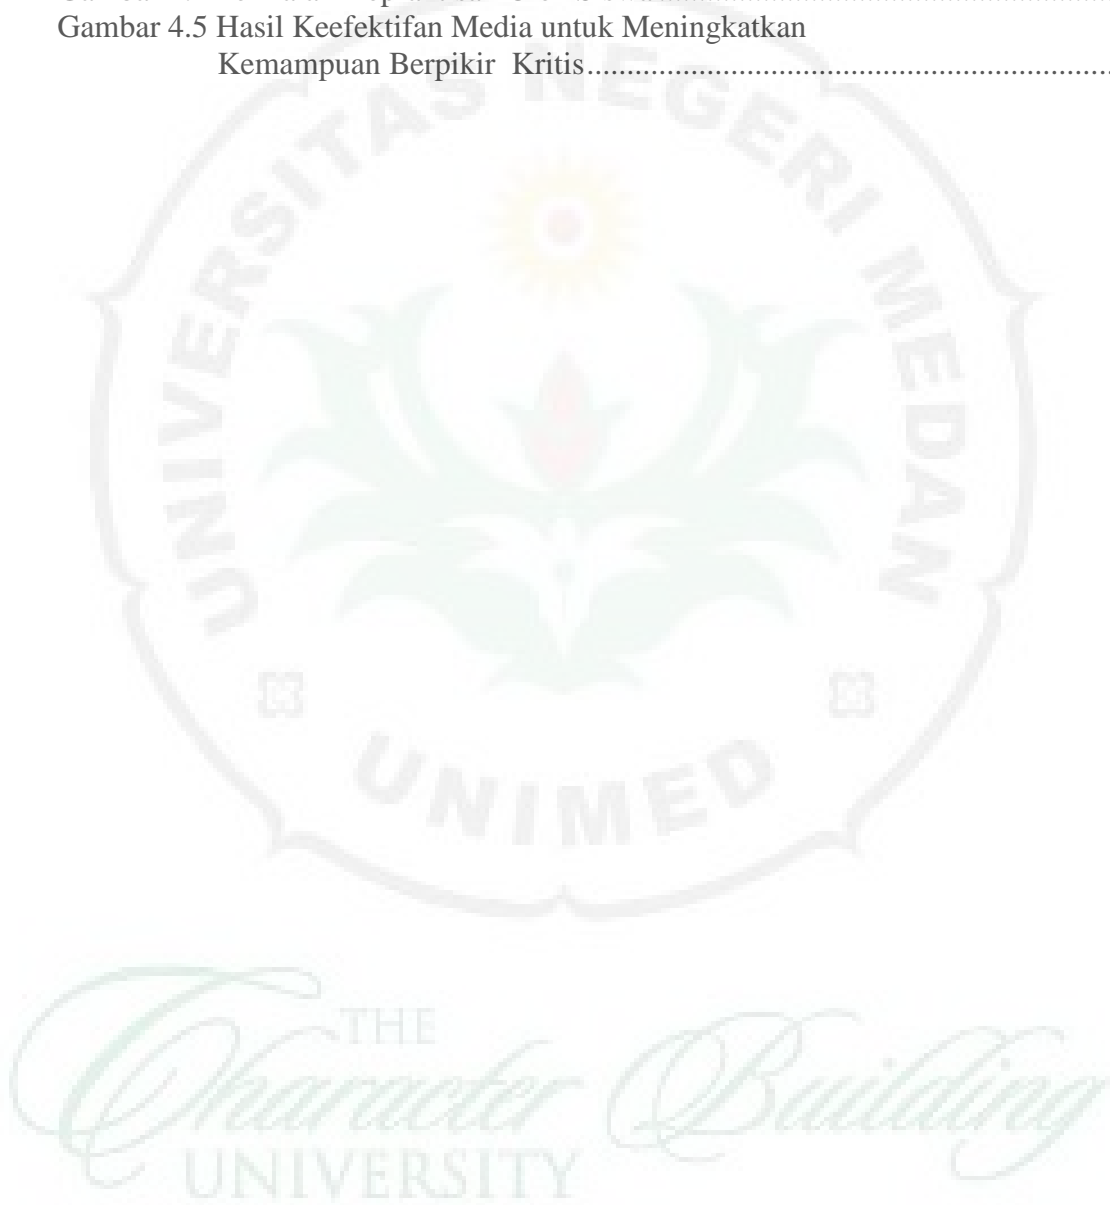 Gambar 4.5 Hasil Keefektifan Media untuk Meningkatkan
Kemampuan Berpikir Kritis........................................................................
UNIVERSITAS NEGERI MEDAN
UNIMED
THE
Character Building
UNIVERSITY